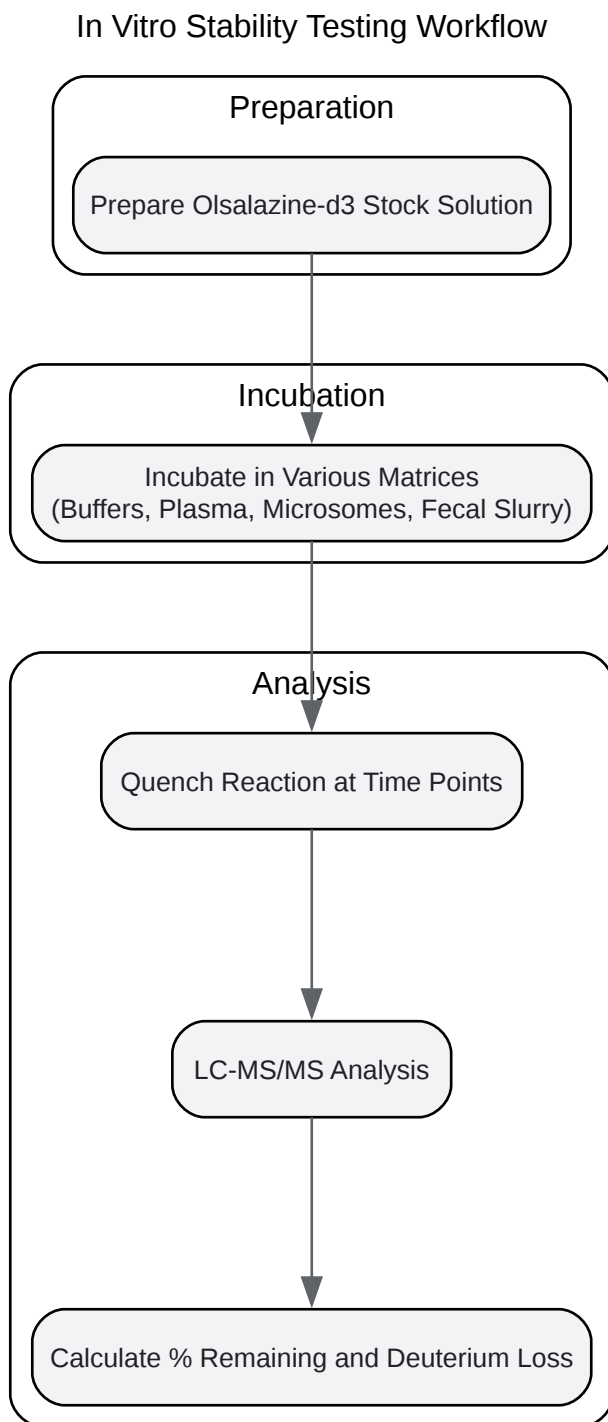 In Vitro Stability Testing Workflow
Preparation
Prepare Olsalazine-d3 Stock Solution
Incubation
Incubate in Various Matrices
(Buffers, Plasma, Microsomes, Fecal Slurry)
Analysis
Quench Reaction at Time Points
LC-MS/MS Analysis
Calculate % Remaining and Deuterium Loss